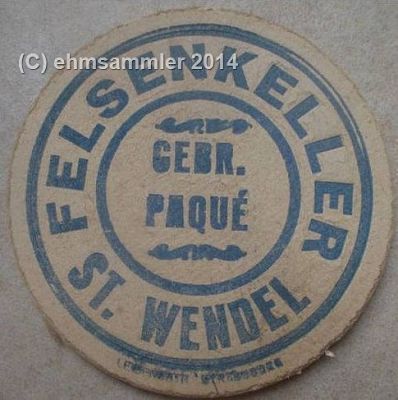 (C) ehmsammler 2014
FELSENKELLER
GEBR.
PAQUÉ
ST. WENDEL